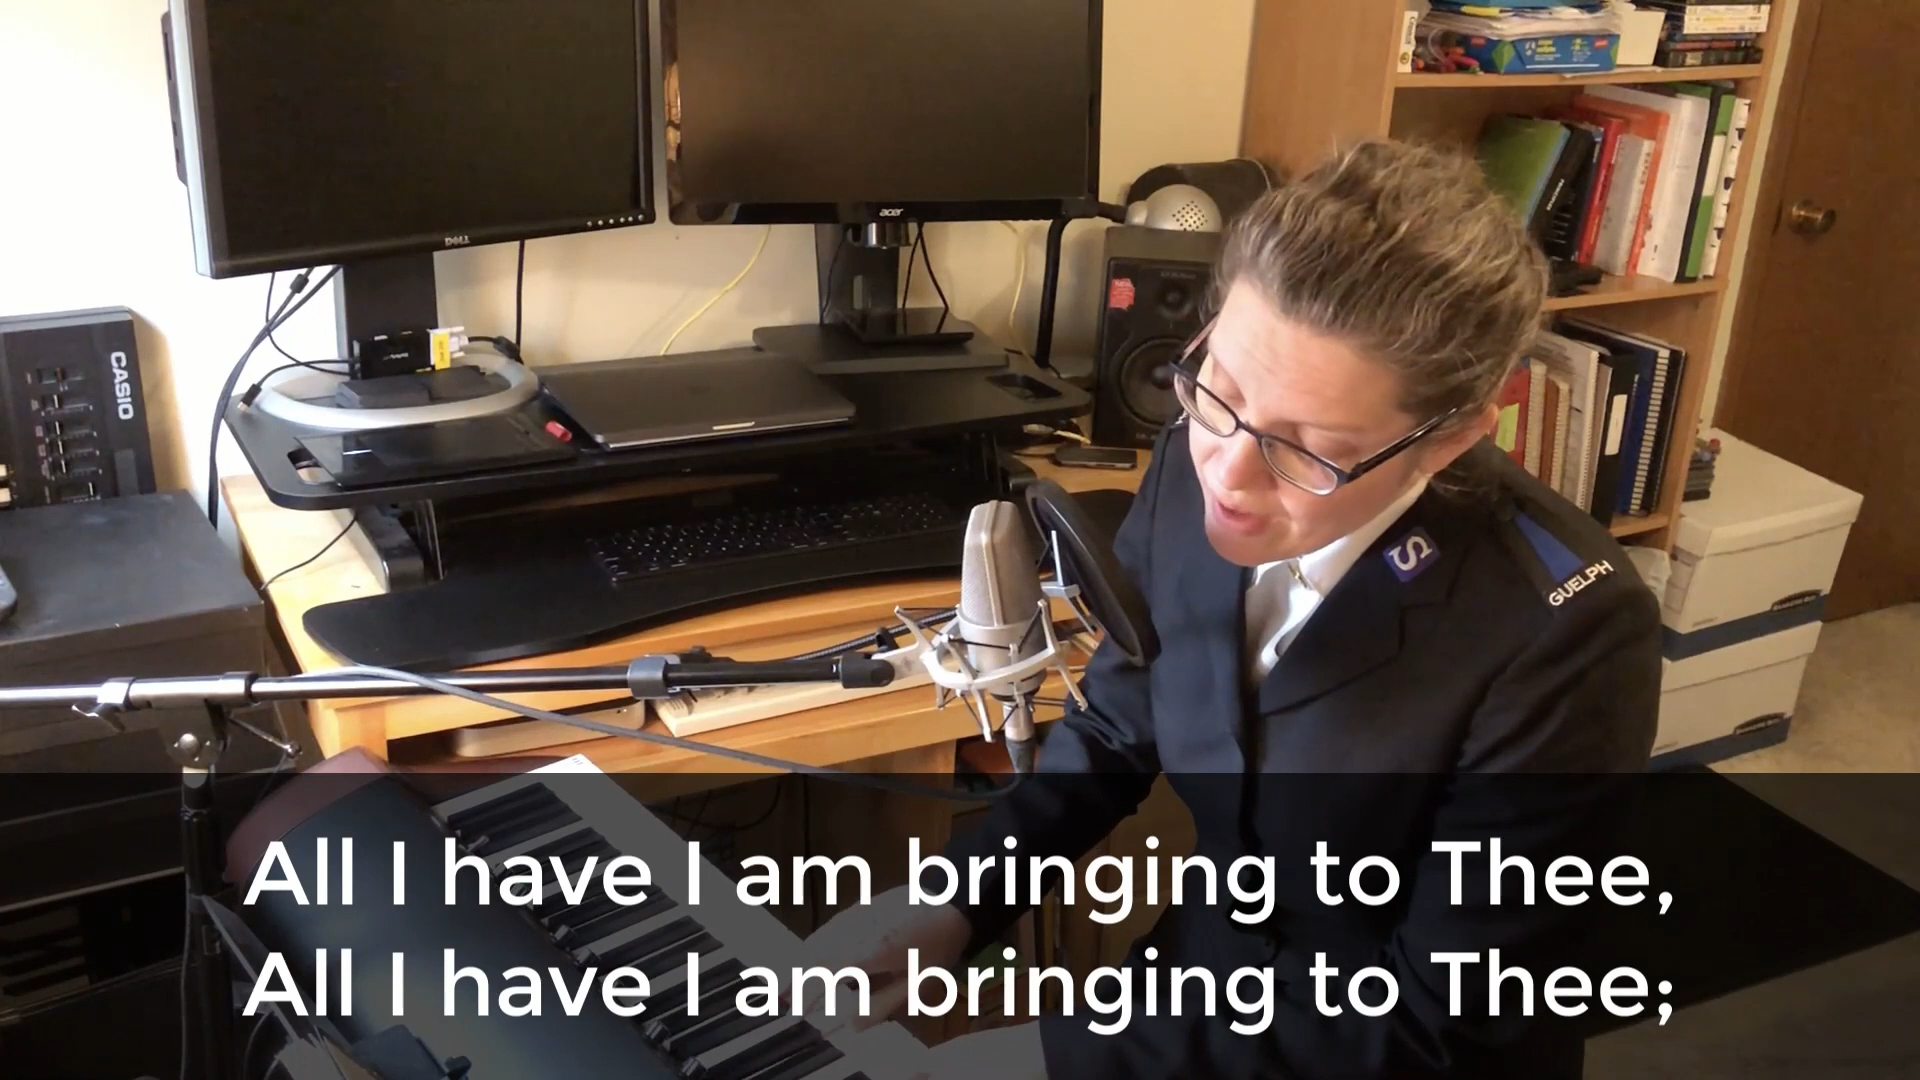 DELL
acer
CASIO
S
GUELPH
All I have I am bringing to Thee,
All I have I am bringing to Thee;